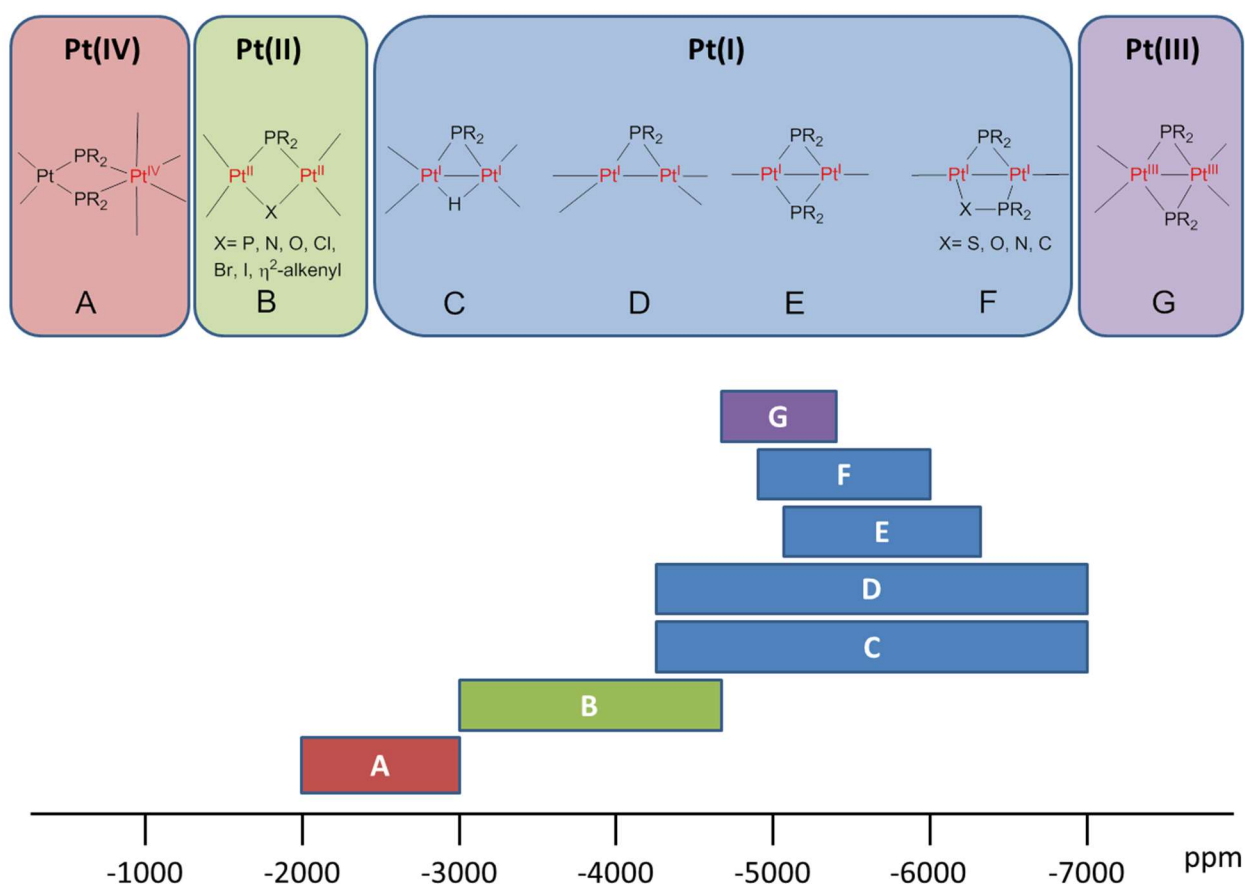 Pt(IV)
Pt
PR2
PR2
PtIV
A
Pt(II)
PR2
PtII
PtII
X
X= P, N, O, Cl,
Br, I, η2-alkenyl
B
Pt(I)
PR2
PtI
PtI
H
C
PR2
PtI
PtI
D
PR2
PtI
PtI
PR2
E
PR2
PtI
PtI
X
PR2
X= S, O, N, C
F
Pt(III)
PR2
PtIII
PtIII
PR2
G
G
F
E
D
C
B
A
-1000 -2000 -3000 -4000 -5000 -6000 -7000 ppm